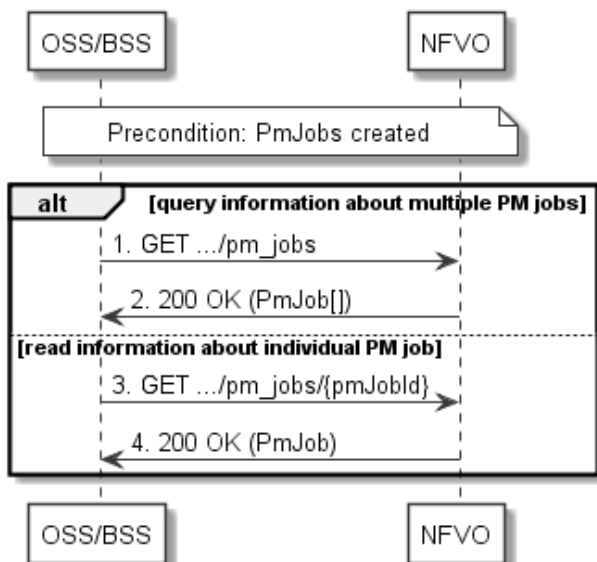 OSS/BSS NFVO
Precondition: PmJobs created
alt [query information about multiple PM jobs]
1. GET .../pm_jobs
2. 200 OK (PmJob[])
[read information about individual PM job]
3. GET .../pm_jobs/{pmJobId}
4. 200 OK (PmJob)
OSS/BSS NFVO